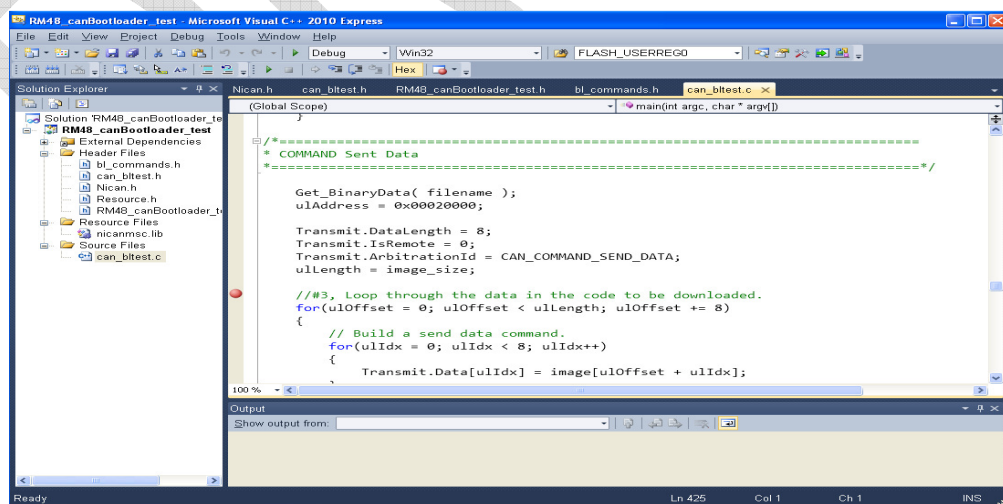 RM48_canBootloader_test - Microsoft Visual C++ 2010 Express
File Edit View Project Debug Tools Window Help
Debug Win32 FLASH_USERREG0
Hex
Solution Explorer
Nican.h can_bltest.h RM48_canBootloader_test.h bl_commands.h can_bltest.c
(Global Scope) main(int argc, char * argv[])
Solution 'RM48_canBootloader_te
RM48_canBootloader_test
External Dependencies
Header Files
bl_commands.h
can_bltest.h
Nican.h
Resource.h
RM48_canBootloader_t
Resource Files
nicanmsc.lib
Source Files
can_bltest.c
}
/*=============================================================================
* COMMAND Sent Data
*=============================================================================*/
Get_BinaryData( filename );
ulAddress = 0x00020000;
Transmit.DataLength = 8;
Transmit.IsRemote = 0;
Transmit.ArbitrationId = CAN_COMMAND_SEND_DATA;
ulLength = image_size;
//#3, Loop through the data in the code to be downloaded.
for(ulOffset = 0; ulOffset < ulLength; ulOffset += 8)
{
// Build a send data command.
for(ulIdx = 0; ulIdx < 8; ulIdx++)
{
Transmit.Data[ulIdx] = image[ulOffset + ulIdx];
100 %
Output
Show output from:
Ready Ln 425 Col 1 Ch 1 INS